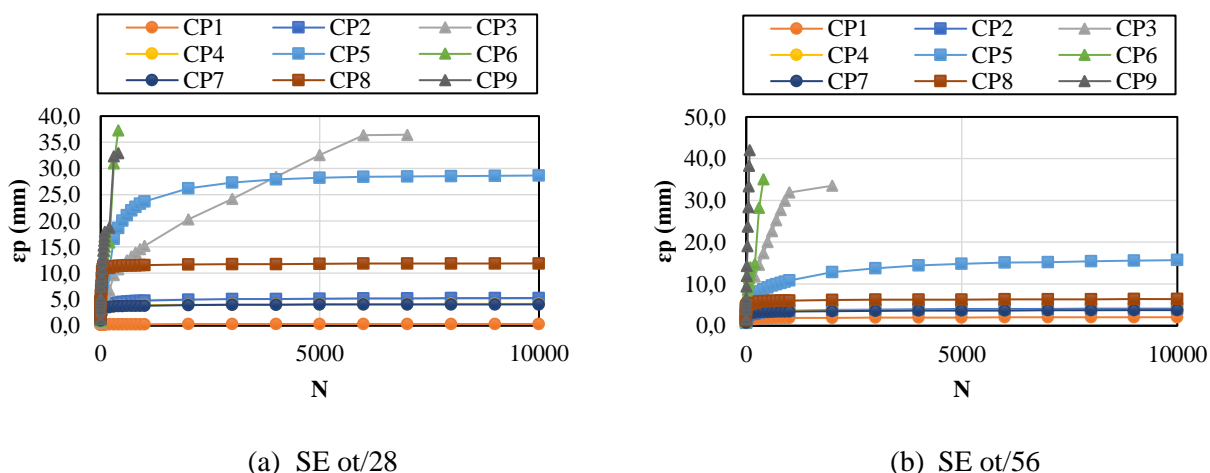 CP1 CP2 CP3
CP4 CP5 CP6
CP7 CP8 CP9
40,0
35,0
30,0
25,0
20,0
15,0
10,0
5,0
0,0
εp (mm)
0 5000 10000
N
(a) SE ot/28
CP1 CP2 CP3
CP4 CP5 CP6
CP7 CP8 CP9
50,0
40,0
30,0
20,0
10,0
0,0
εp (mm)
0 5000 10000
N
(b) SE ot/56